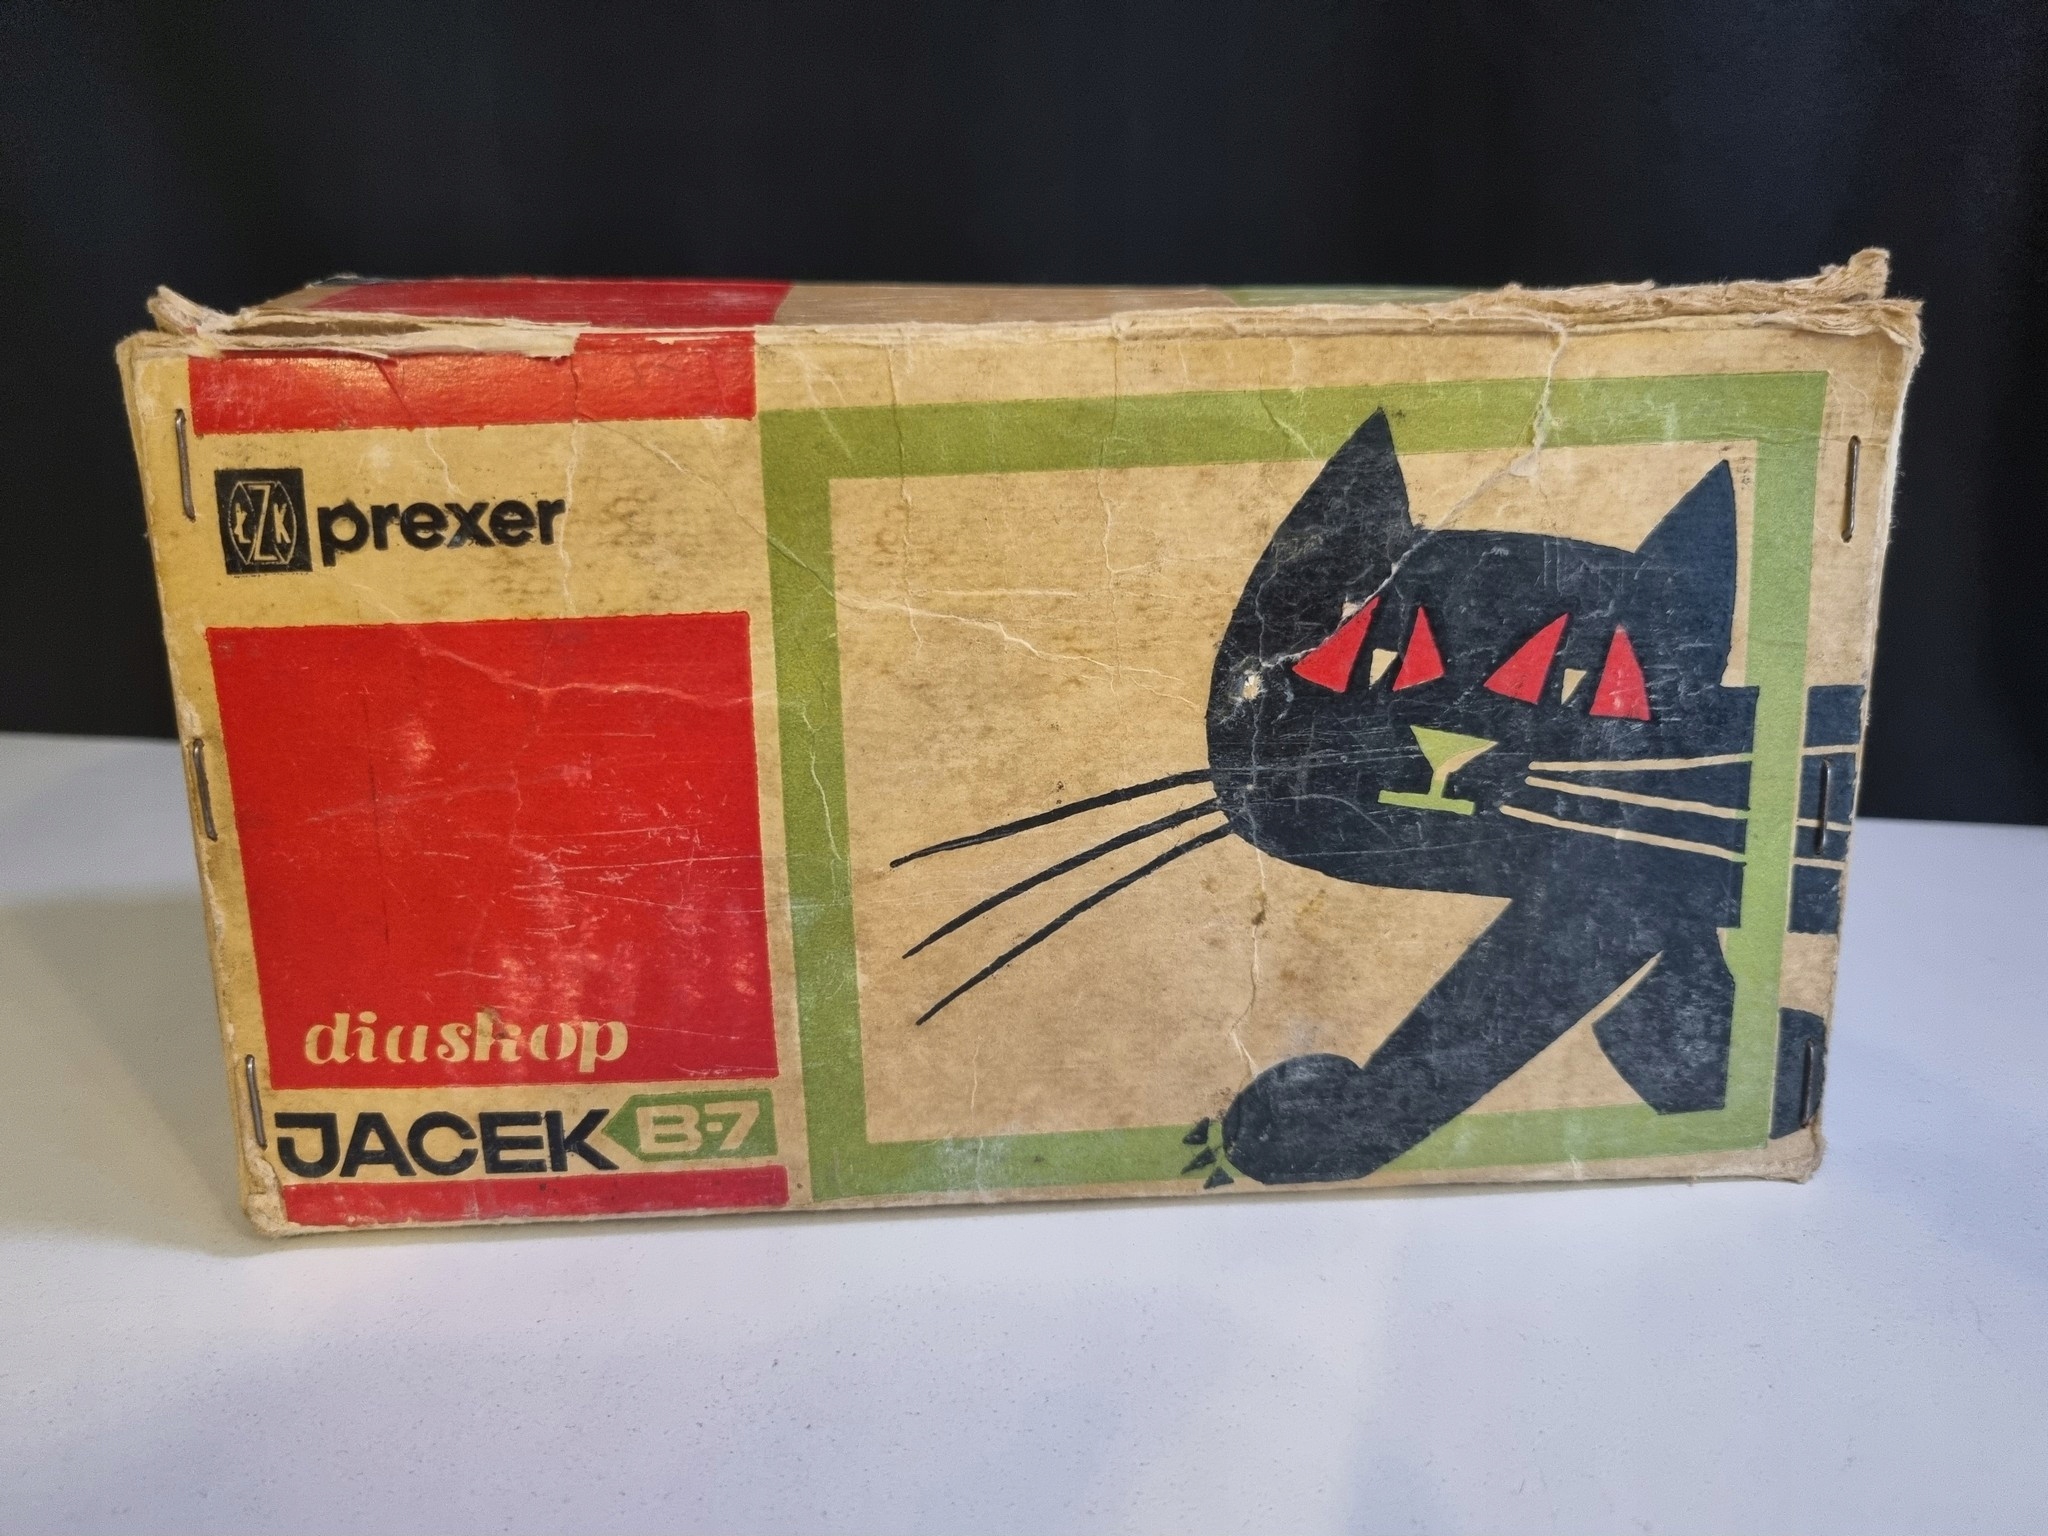 ŁZK prexer
diaskop
JACEK B-7